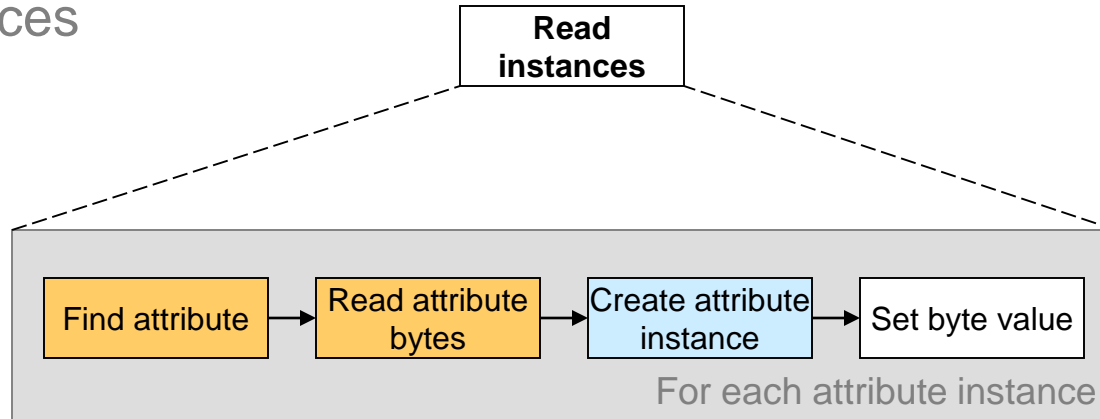 ces
Read
instances
Find attribute
Read attribute
bytes
Create attribute
instance
Set byte value
For each attribute instance